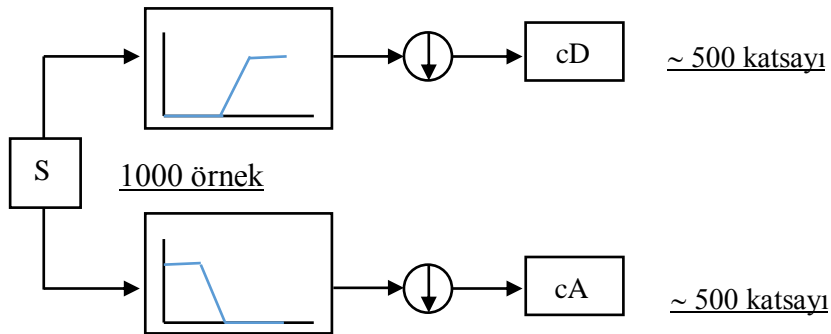 cD
~ 500 katsayı
S
1000 örnek
cA
~ 500 katsayı